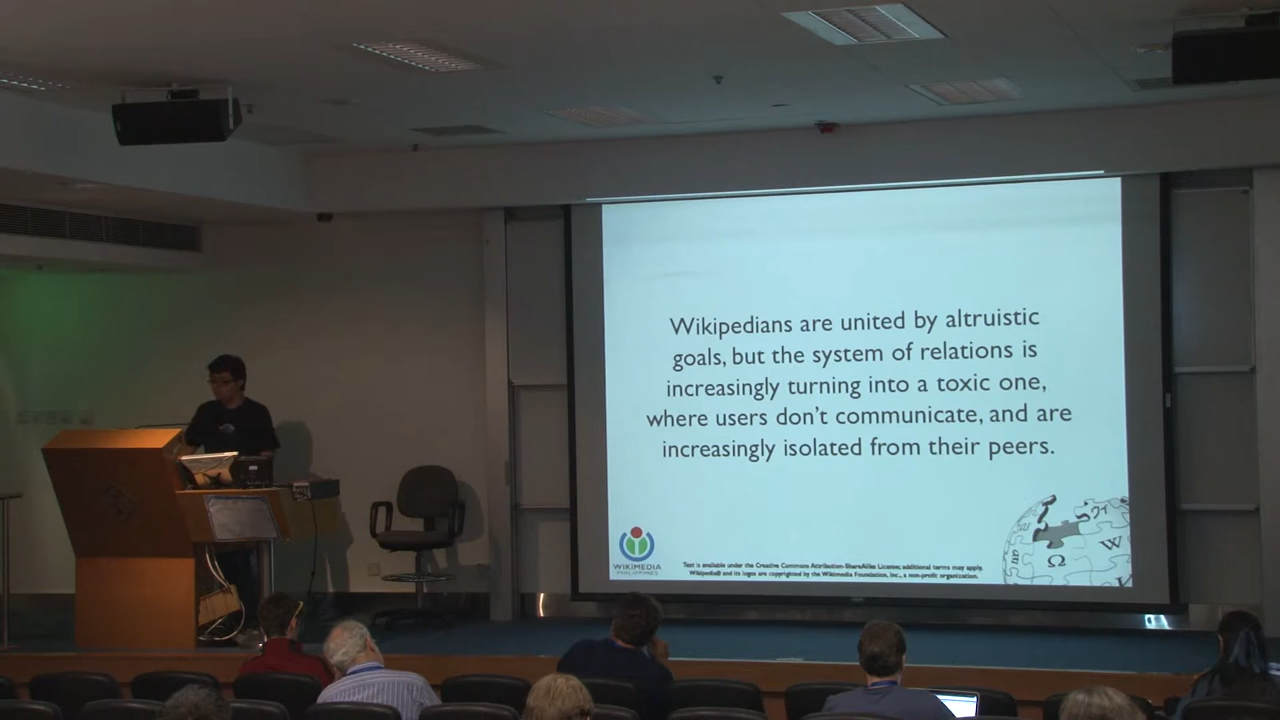 Wikipedians are united by altruistic
goals, but the system of relations is
increasingly turning into a toxic one,
where users don't communicate, and are
increasingly isolated from their peers.
WIKIMEDIA
PHILIPPINES
Text is available under the Creative Commons Attribution-ShareAlike License; additional terms may apply.
Wikipedia® and its logos are copyrighted by the Wikimedia Foundation, Inc., a non-profit organization.
W
Ω